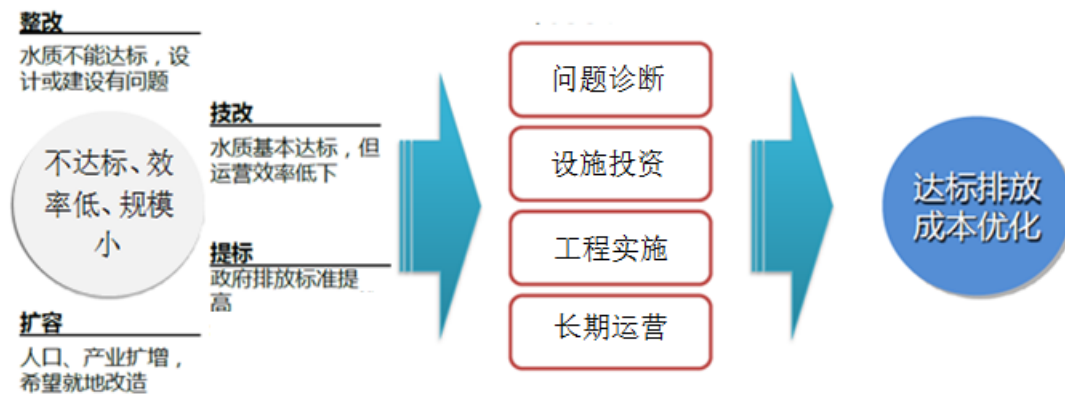 整改
水质不能达标，设
计或建设有问题
技改
水质基本达标，但
运营效率低下
不达标、效
率低、规模
小
提标
政府排放标准提
高
扩容
人口、产业扩增，
希望就地改造
问题诊断
设施投资
工程实施
长期运营
达标排放
成本优化